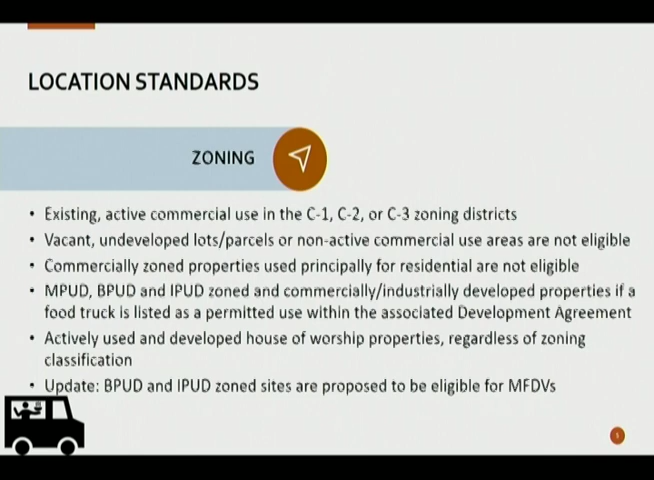 LOCATION STANDARDS
ZONING
• Existing, active commercial use in the C-1, C-2, or C-3 zoning districts
• Vacant, undeveloped lots/parcels or non-active commercial use areas are not eligible
• Commercially zoned properties used principally for residential are not eligible
• MPUD, BPUD and IPUD zoned and commercially/industrially developed properties if a
food truck is listed as a permitted use within the associated Development Agreement
• Actively used and developed house of worship properties, regardless of zoning
classification
• Update: BPUD and IPUD zoned sites are proposed to be eligible for MFDVs